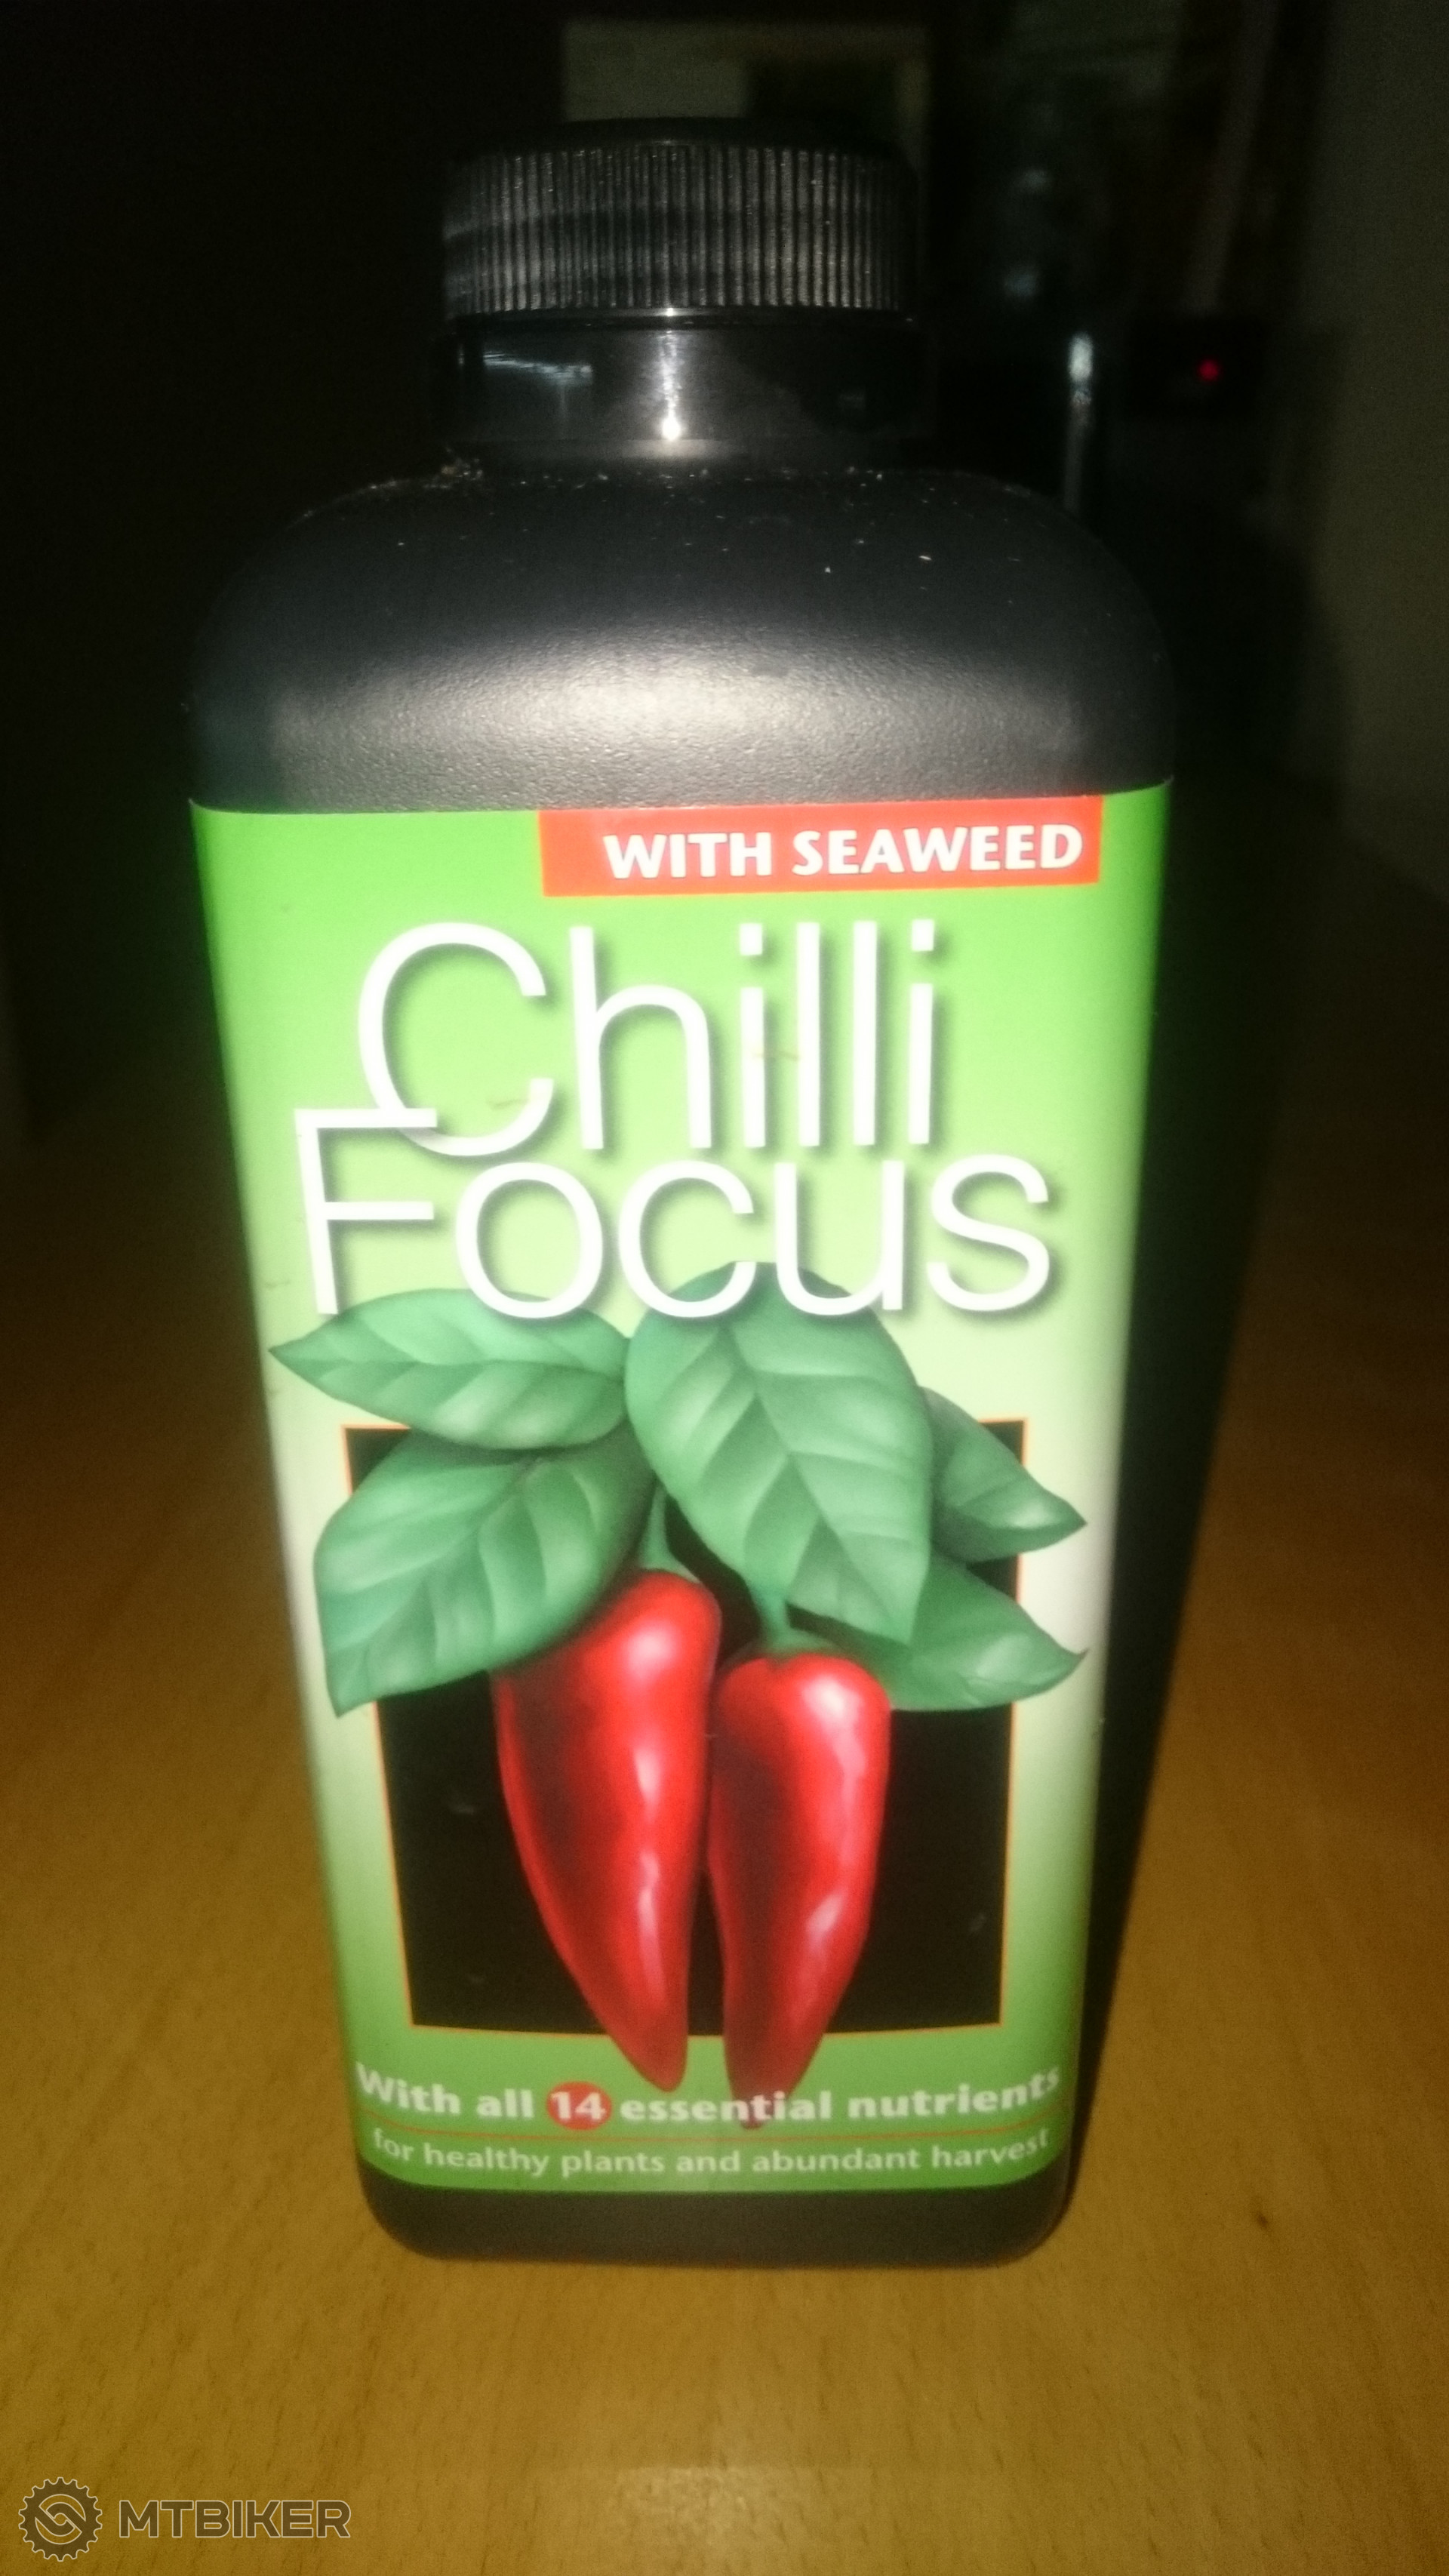 WITH SEAWEED
Chilli
Focus
With all 14 essential nutrients
for healthy plants and abundant harvest
MTBIKER